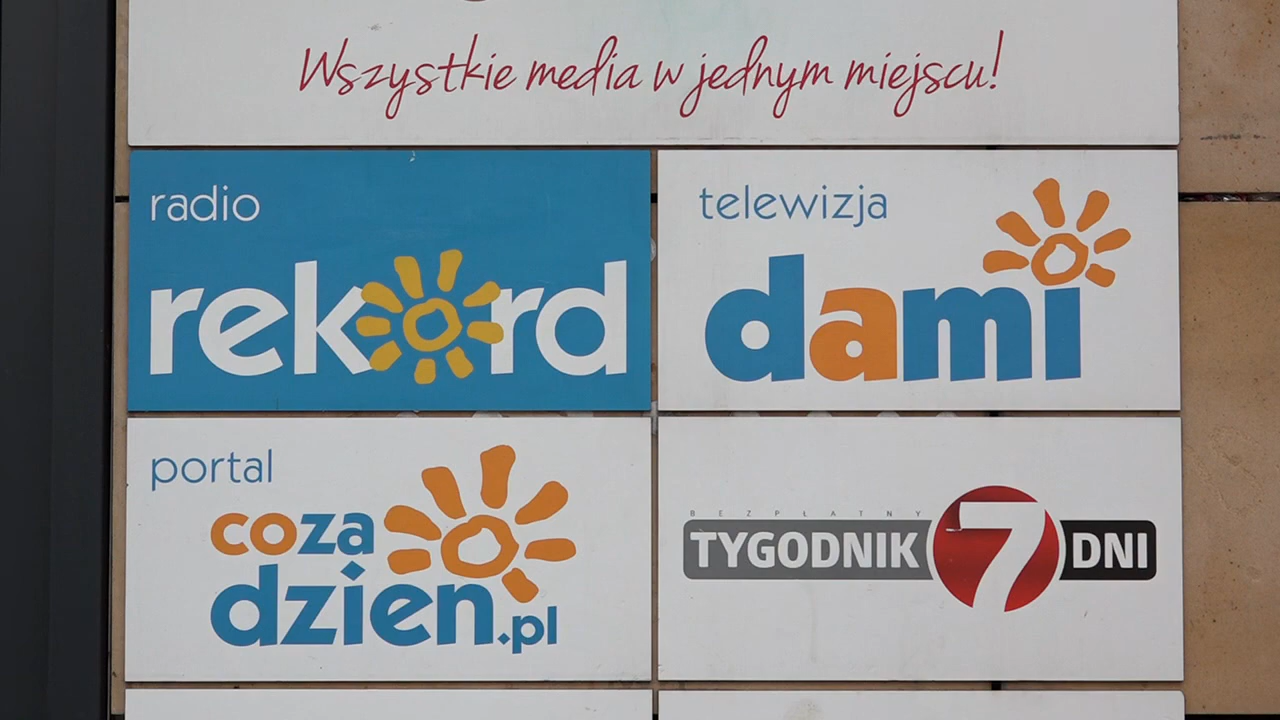 Wszystkie media w jednym miejscu!
radio
rekord
telewizja
dami
portal
coza
dzien.pl
BEZPŁATNY
TYGODNIK 7 DNI